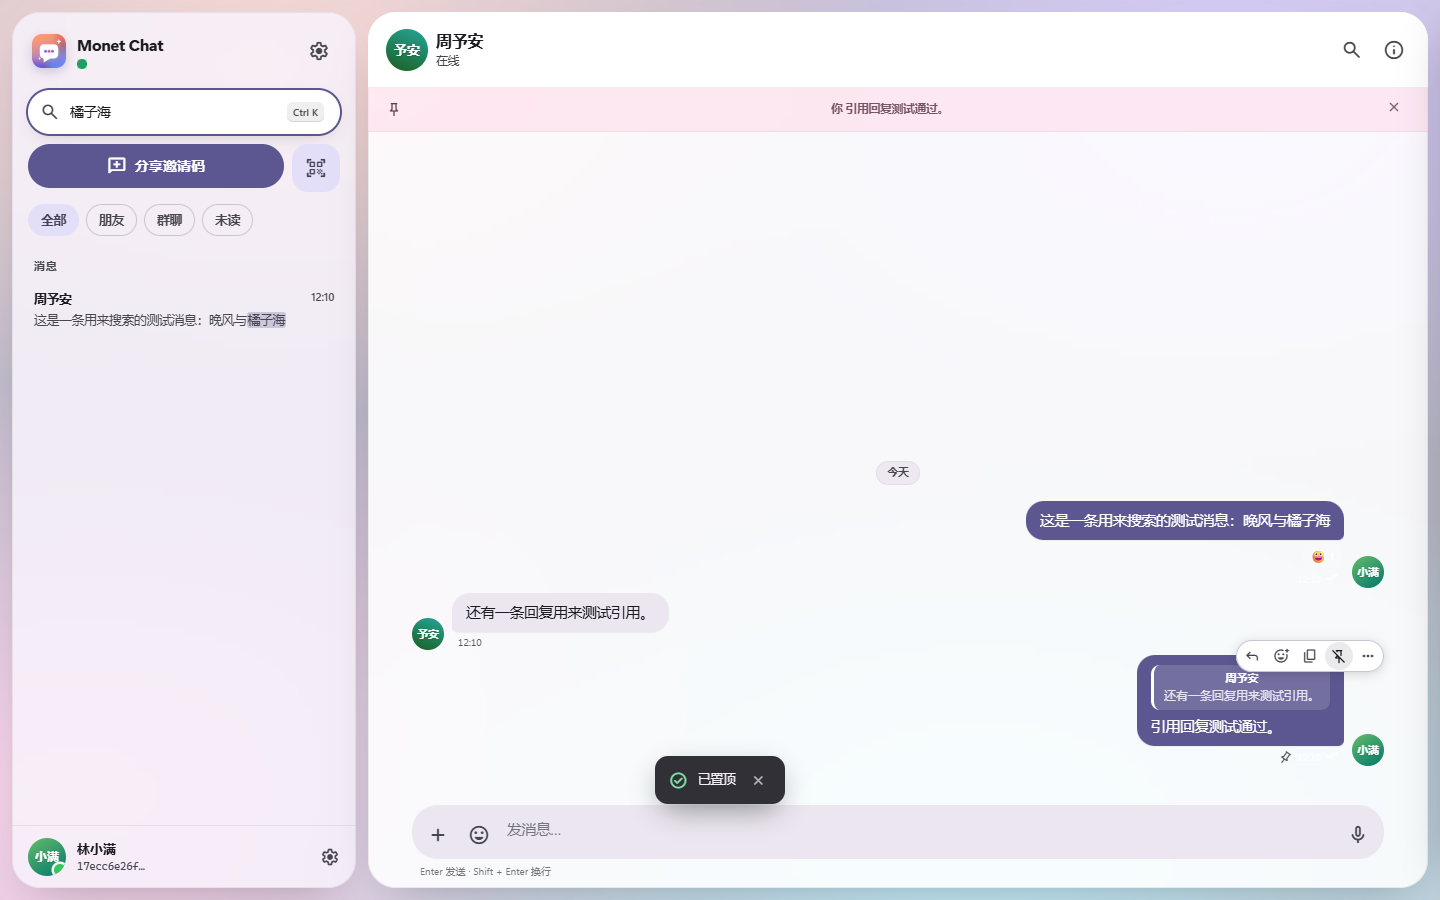 Monet Chat
橘子海
Ctrl K
分享邀请码
全部
朋友
群聊
未读
消息
周予安
12:10
这是一条用来搜索的测试消息：晚风与橘子海
小满
林小满
17ecc6e26f…
予安
周予安
在线
你 引用回复测试通过。
今天
这是一条用来搜索的测试消息：晚风与橘子海
小满
还有一条回复用来测试引用。
予安
12:10
周予安
还有一条回复用来测试引用。
引用回复测试通过。
小满
已置顶
发消息…
Enter 发送 · Shift + Enter 换行